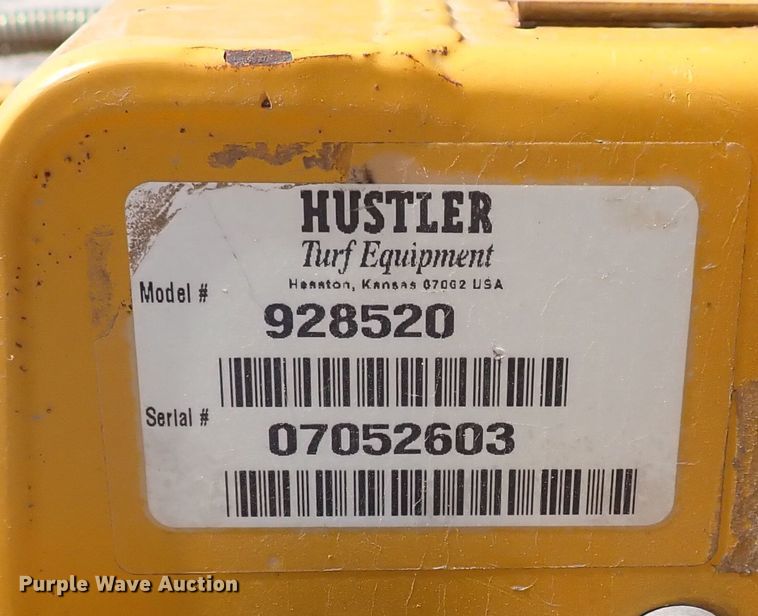 HUSTLER
Turf Equipment
Hesston, Kansas 67062 USA
Model #
928520
Serial #
07052603
Purple Wave Auction